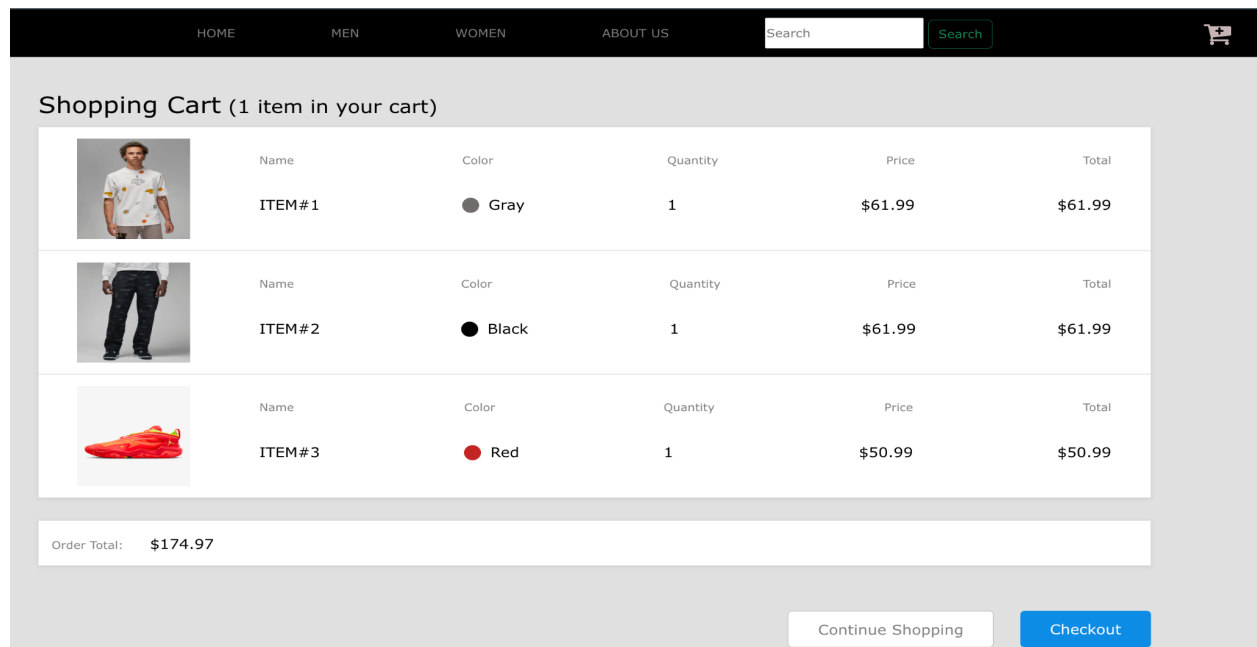 HOME MEN WOMEN ABOUT US Search Search
Shopping Cart (1 item in your cart)
Name Color Quantity Price Total
ITEM#1 Gray 1 $61.99 $61.99
Name Color Quantity Price Total
ITEM#2 Black 1 $61.99 $61.99
Name Color Quantity Price Total
ITEM#3 Red 1 $50.99 $50.99
Order Total: $174.97
Continue Shopping Checkout